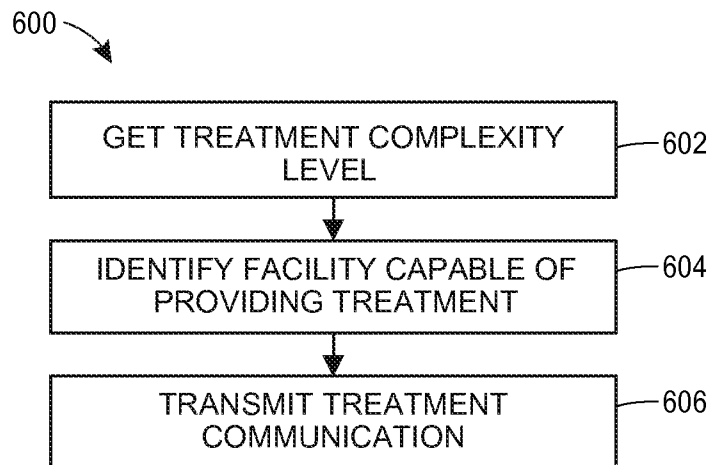 600
GET TREATMENT COMPLEXITY
LEVEL
602
IDENTIFY FACILITY CAPABLE OF
PROVIDING TREATMENT
604
TRANSMIT TREATMENT
COMMUNICATION
606